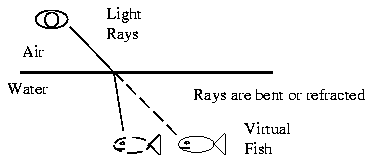 Light
Rays
Air
Water
Rays are bent or refracted
Virtual
Fish